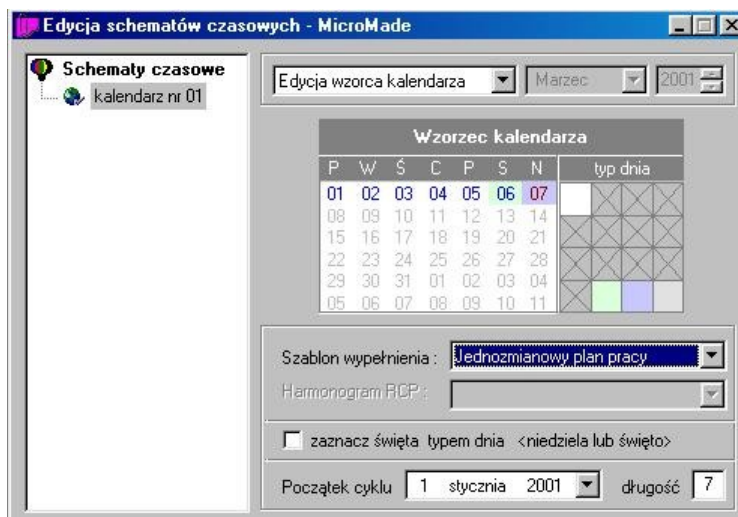 Edycja schematów czasowych - MicroMade
Schematy czasowe
kalendarz nr 01
Edycja wzorca kalendarza Marzec 2001
Wzorzec kalendarza
P W Ś C P S N typ dnia
01 02 03 04 05 06 07
08 09 10 11 12 13 14
15 16 17 18 19 20 21
22 23 24 25 26 27 28
29 30 31 01 02 03 04
05 06 07 08 09 10 11
Szablon wypełnienia : Jednozmianowy plan pracy
Harmonogram RCP :
zaznacz święta typem dnia <niedziela lub święto>
Początek cyklu 1 stycznia 2001 długość 7